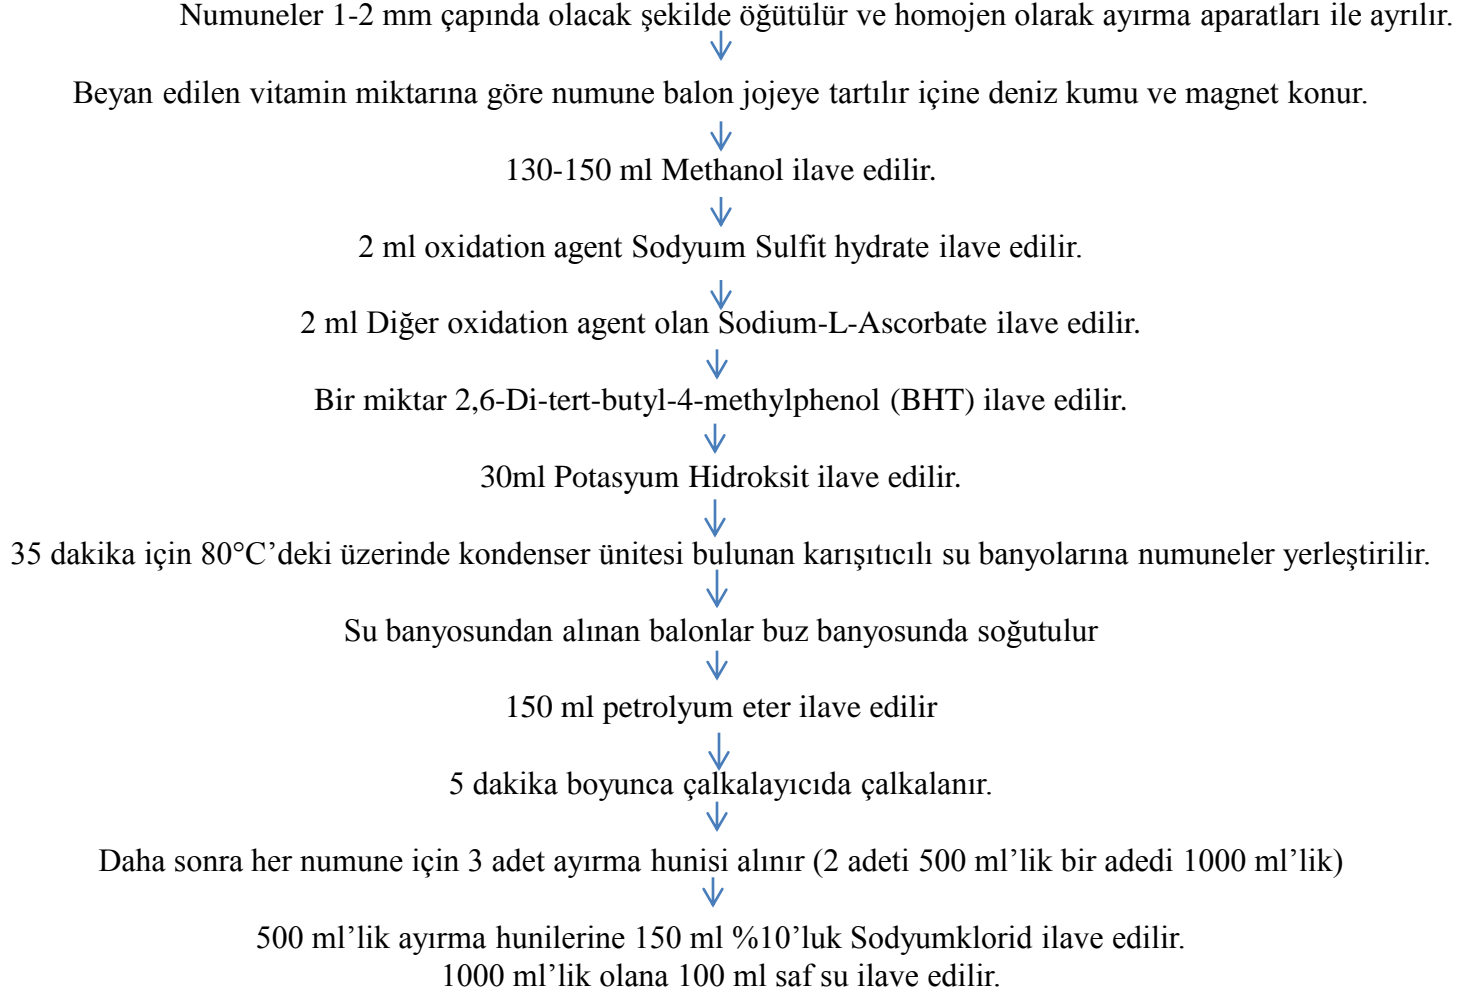 Numuneler 1-2 mm çapında olacak şekilde öğütülür ve homojen olarak ayırma aparatları ile ayrılır.
Beyan edilen vitamin miktarına göre numune balon jojeye tartılır içine deniz kumu ve magnet konur.
130-150 ml Methanol ilave edilir.
2 ml oxidation agent Sodyuım Sulfit hydrate ilave edilir.
2 ml Diğer oxidation agent olan Sodium-L-Ascorbate ilave edilir.
Bir miktar 2,6-Di-tert-butyl-4-methylphenol (BHT) ilave edilir.
30ml Potasyum Hidroksit ilave edilir.
35 dakika için 80°C’deki üzerinde kondenser ünitesi bulunan karışıtıcılı su banyolarına numuneler yerleştirilir.
Su banyosundan alınan balonlar buz banyosunda soğutulur
150 ml petrolyum eter ilave edilir
5 dakika boyunca çalkalayıcıda çalkalanır.
Daha sonra her numune için 3 adet ayırma hunisi alınır (2 adeti 500 ml’lik bir adedi 1000 ml’lik)
500 ml’lik ayırma hunilerine 150 ml %10’luk Sodyumklorid ilave edilir.
1000 ml’lik olana 100 ml saf su ilave edilir.